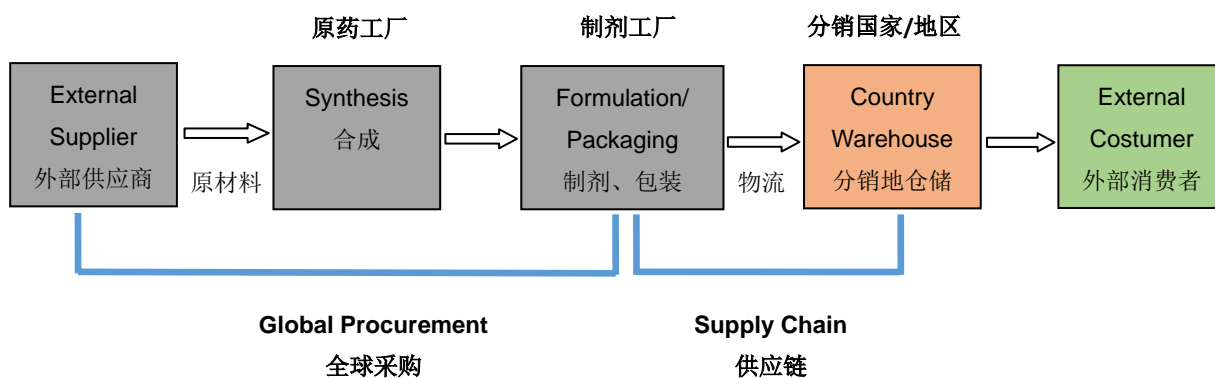 原药工厂
制剂工厂
分销国家/地区
External
Supplier
外部供应商
原材料
Synthesis
合成
Formulation/
Packaging
制剂、包装
物流
Country
Warehouse
分销地仓储
External
Costumer
外部消费者
Global Procurement
全球采购
Supply Chain
供应链